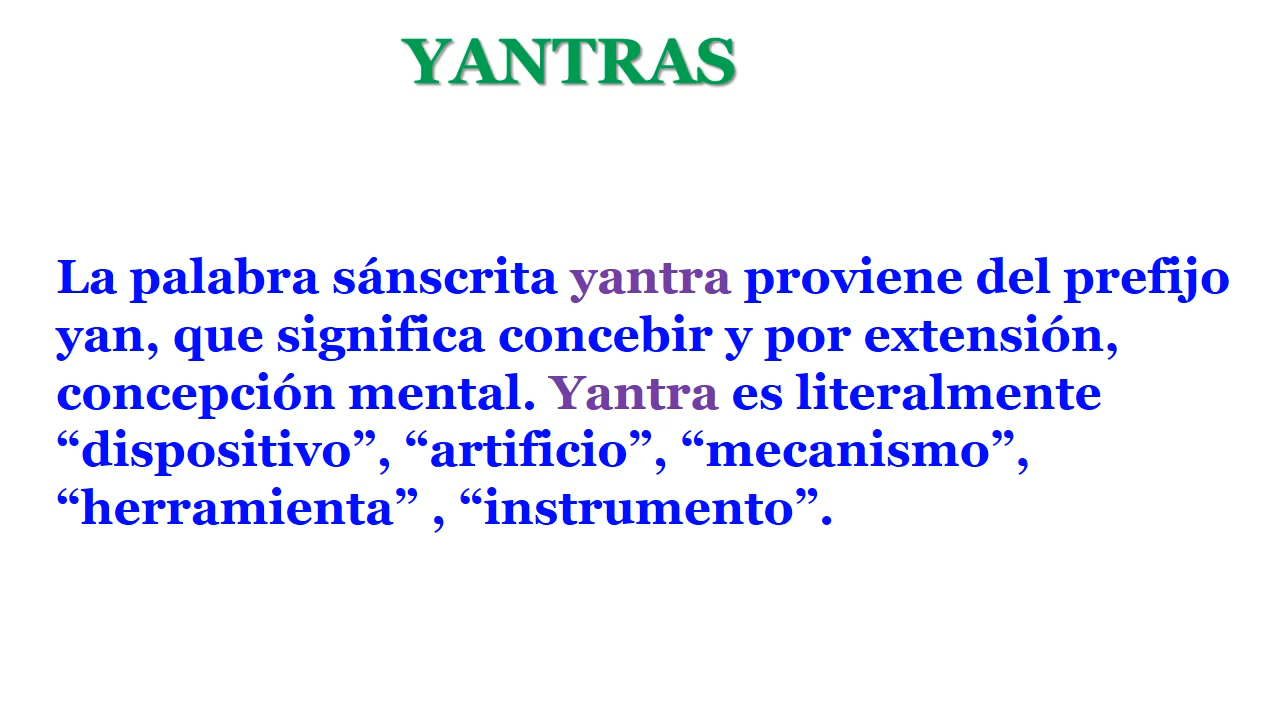 YANTRAS
La palabra sánscrita yantra proviene del prefijo
yan, que significa concebir y por extensión,
concepción mental. Yantra es literalmente
“dispositivo”, “artificio”, “mecanismo”,
“herramienta” , “instrumento”.